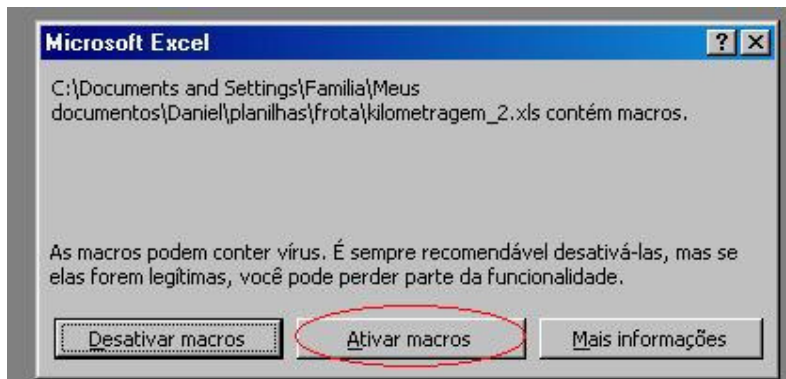 Microsoft Excel
? X
C:\Documents and Settings\Familia\Meus
documentos\Daniel\planilhas\frota\kilometragem_2.xls contém macros.
As macros podem conter vírus. É sempre recomendável desativá-las, mas se
elas forem legítimas, você pode perder parte da funcionalidade.
Desativar macros Ativar macros Mais informações